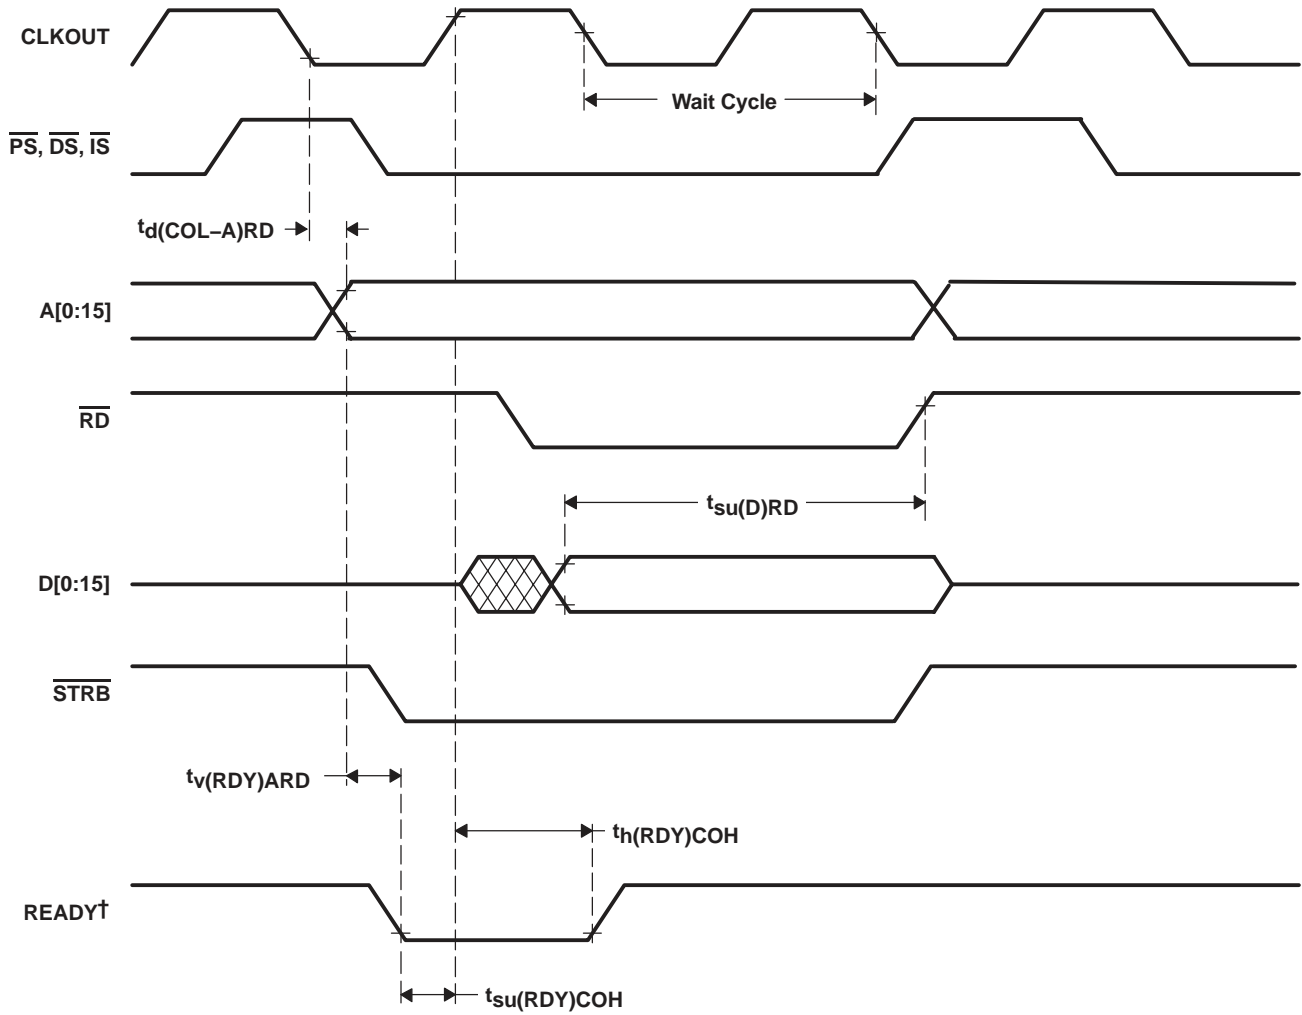 CLKOUT
Wait Cycle
PS, DS, IS
td(COL–A)RD
A[0:15]
RD
tsu(D)RD
D[0:15]
STRB
tv(RDY)ARD
th(RDY)COH
READY†
tsu(RDY)COH